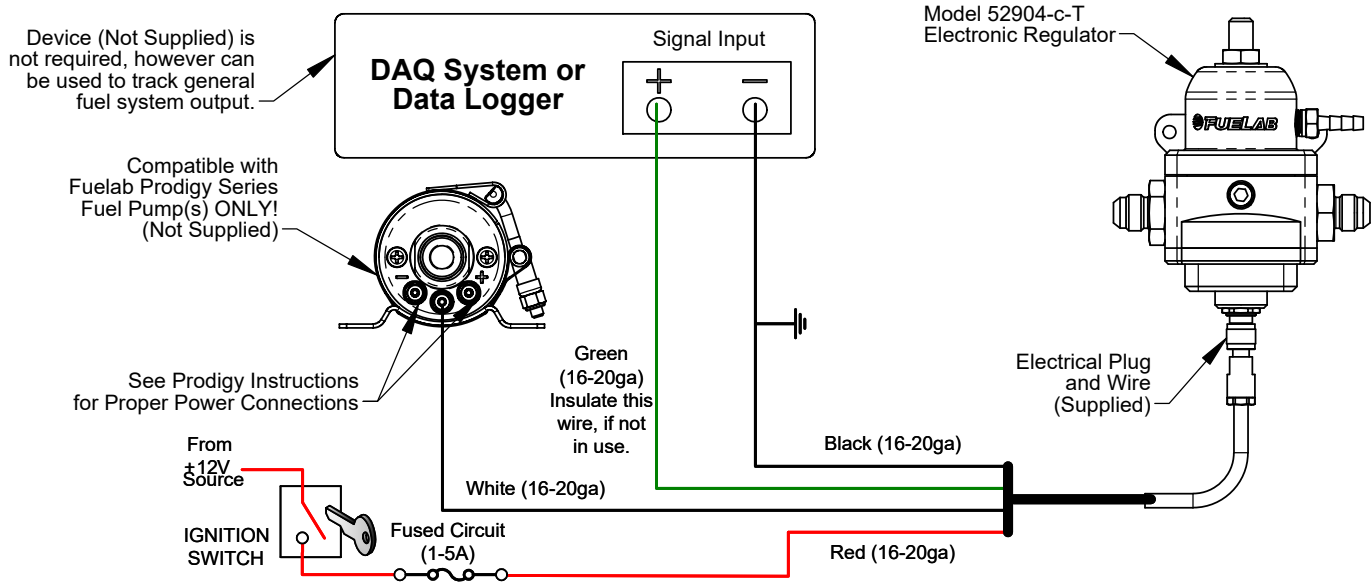 Device (Not Supplied) is
not required, however can
be used to track general
fuel system output.
DAQ System or
Data Logger
Signal Input
+
−
Model 52904-c-T
Electronic Regulator
FUELAB
Compatible with
Fuelab Prodigy Series
Fuel Pump(s) ONLY!
(Not Supplied)
−
+
See Prodigy Instructions
for Proper Power Connections
Green
(16-20ga)
Insulate this
wire, if not
in use.
Electrical Plug
and Wire
(Supplied)
Black (16-20ga)
White (16-20ga)
Red (16-20ga)
From
+12V
Source
IGNITION
SWITCH
Fused Circuit
(1-5A)